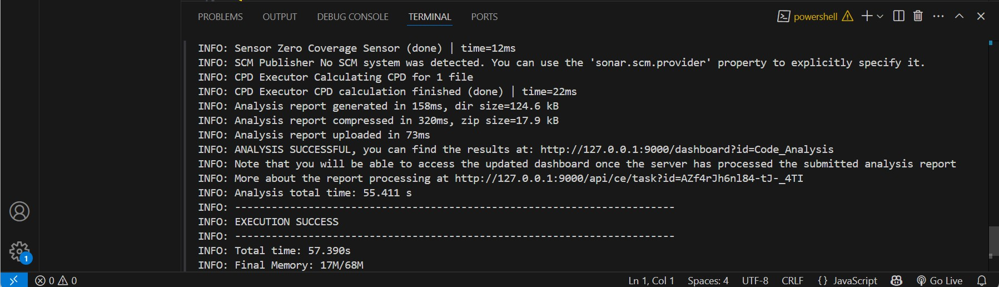 PROBLEMS OUTPUT DEBUG CONSOLE TERMINAL PORTS powershell
INFO: Sensor Zero Coverage Sensor (done) | time=12ms
INFO: SCM Publisher No SCM system was detected. You can use the 'sonar.scm.provider' property to explicitly specify it.
INFO: CPD Executor Calculating CPD for 1 file
INFO: CPD Executor CPD calculation finished (done) | time=22ms
INFO: Analysis report generated in 158ms, dir size=124.6 kB
INFO: Analysis report compressed in 320ms, zip size=17.9 kB
INFO: Analysis report uploaded in 73ms
INFO: ANALYSIS SUCCESSFUL, you can find the results at: http://127.0.0.1:9000/dashboard?id=Code_Analysis
INFO: Note that you will be able to access the updated dashboard once the server has processed the submitted analysis report
INFO: More about the report processing at http://127.0.0.1:9000/api/ce/task?id=AZf4rJh6nl84-tJ-_4TI
INFO: Analysis total time: 55.411 s
INFO: ------------------------------------------------------------------------
INFO: EXECUTION SUCCESS
INFO: ------------------------------------------------------------------------
INFO: Total time: 57.390s
INFO: Final Memory: 17M/68M
1
0 0 Ln 1, Col 1 Spaces: 4 UTF-8 CRLF {} JavaScript Go Live